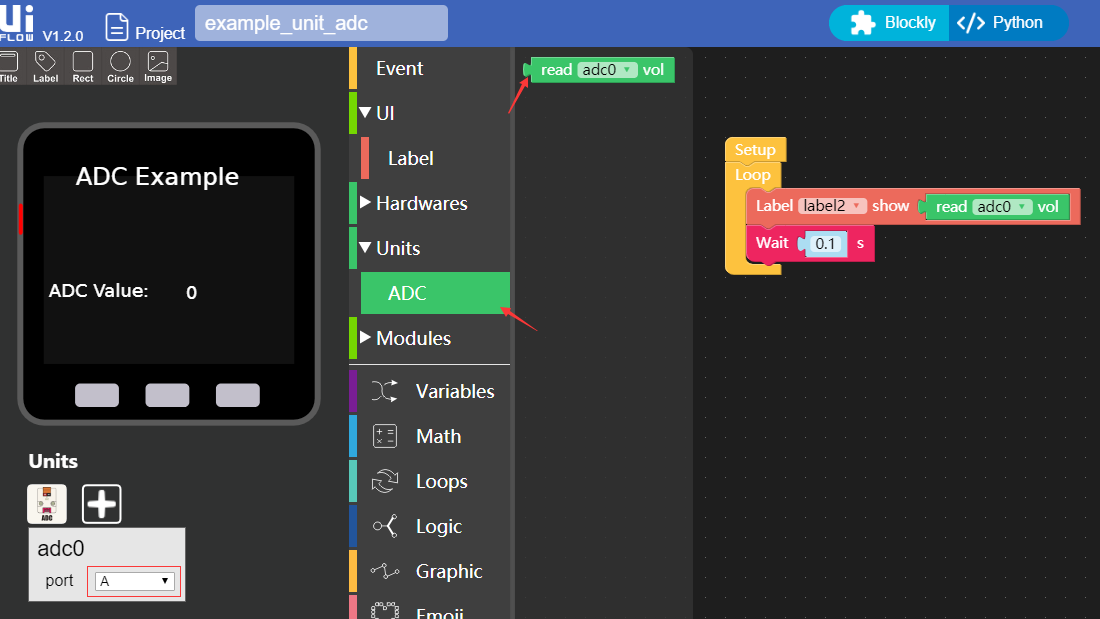 Ui
FLOW V1.2.0
Project
example_unit_adc
Blockly
</> Python
Title
Label
Rect
Circle
Image
ADC Example
ADC Value: 0
Units
ADC
adc0
port A
Event
UI
Label
Hardwares
Units
ADC
Modules
Variables
Math
Loops
Logic
Graphic
Emoji
read adc0 vol
Setup
Loop
Label label2 show read adc0 vol
Wait 0.1 s